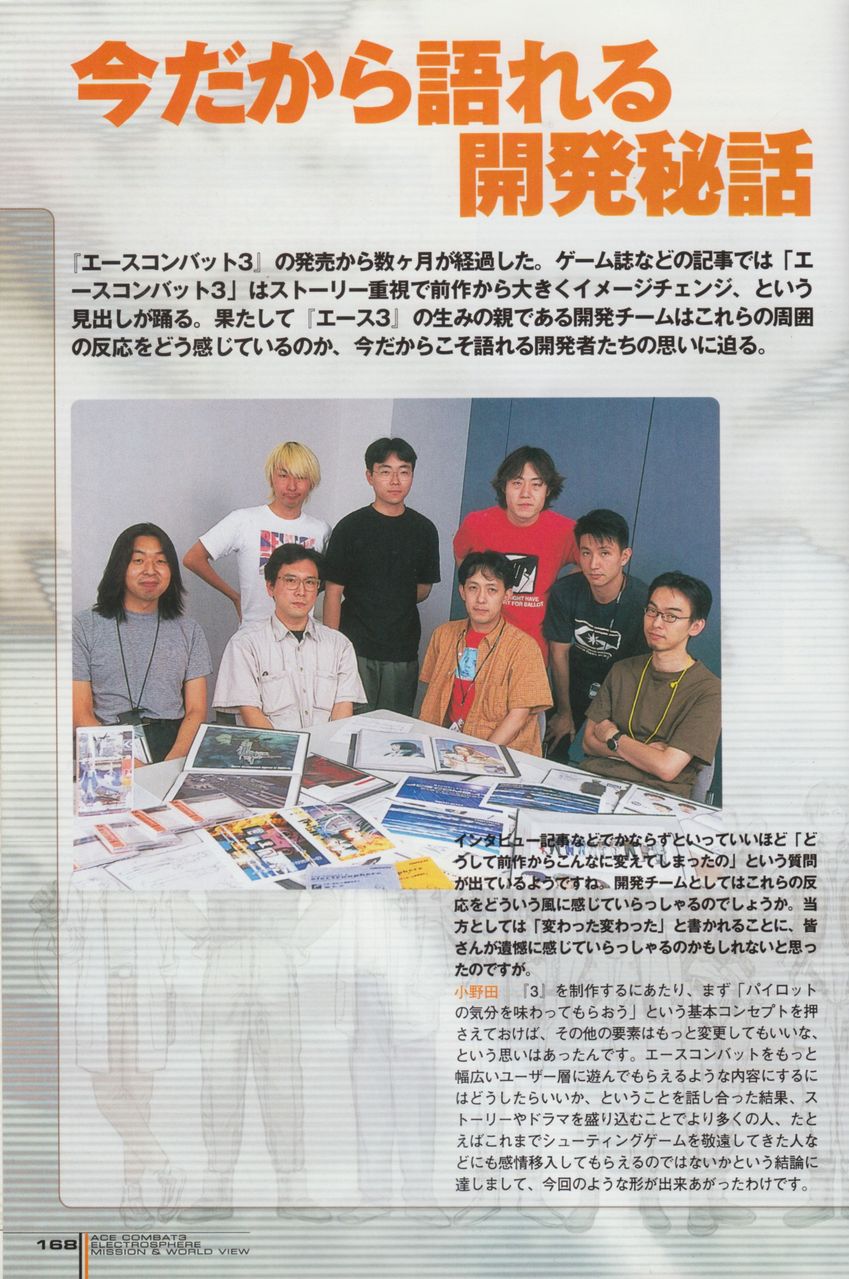 今だから語れる
開発秘話
『エースコンバット3』の発売から数ヶ月が経過した。ゲーム誌などの記事では「エ
ースコンバット3」はストーリー重視で前作から大きくイメージチェンジ、という
見出しが踊る。果たして『エース3』の生みの親である開発チームはこれらの周囲
の反応をどう感じているのか、今だからこそ語れる開発者たちの思いに迫る。
インタビュー記事などでかならずといっていいほど「ど
うして前作からこんなに変えてしまったの」という質問
が出ているようですね。開発チームとしてはこれらの反
応をどういう風に感じていらっしゃるのでしょうか。当
方としては「変わった変わった」と書かれることに、皆
さんが遺憾に感じていらっしゃるのかもしれないと思っ
たのですが。
小野田　『3』を制作するにあたり、まず「パイロット
の気分を味わってもらおう」という基本コンセプトを押
さえておけば、その他の要素はもっと変更してもいいな、
という思いはあったんです。エースコンバットをもっと
幅広いユーザー層に遊んでもらえるような内容にするに
はどうしたらいいか、ということを話し合った結果、ス
トーリーやドラマを盛り込むことでより多くの人、たと
えばこれまでシューティングゲームを敬遠してきた人な
どにも感情移入してもらえるのではないかという結論に
達しまして、今回のような形が出来あがったわけです。
168
ACE COMBAT3
ELECTROSPHERE
MISSION & WORLD VIEW